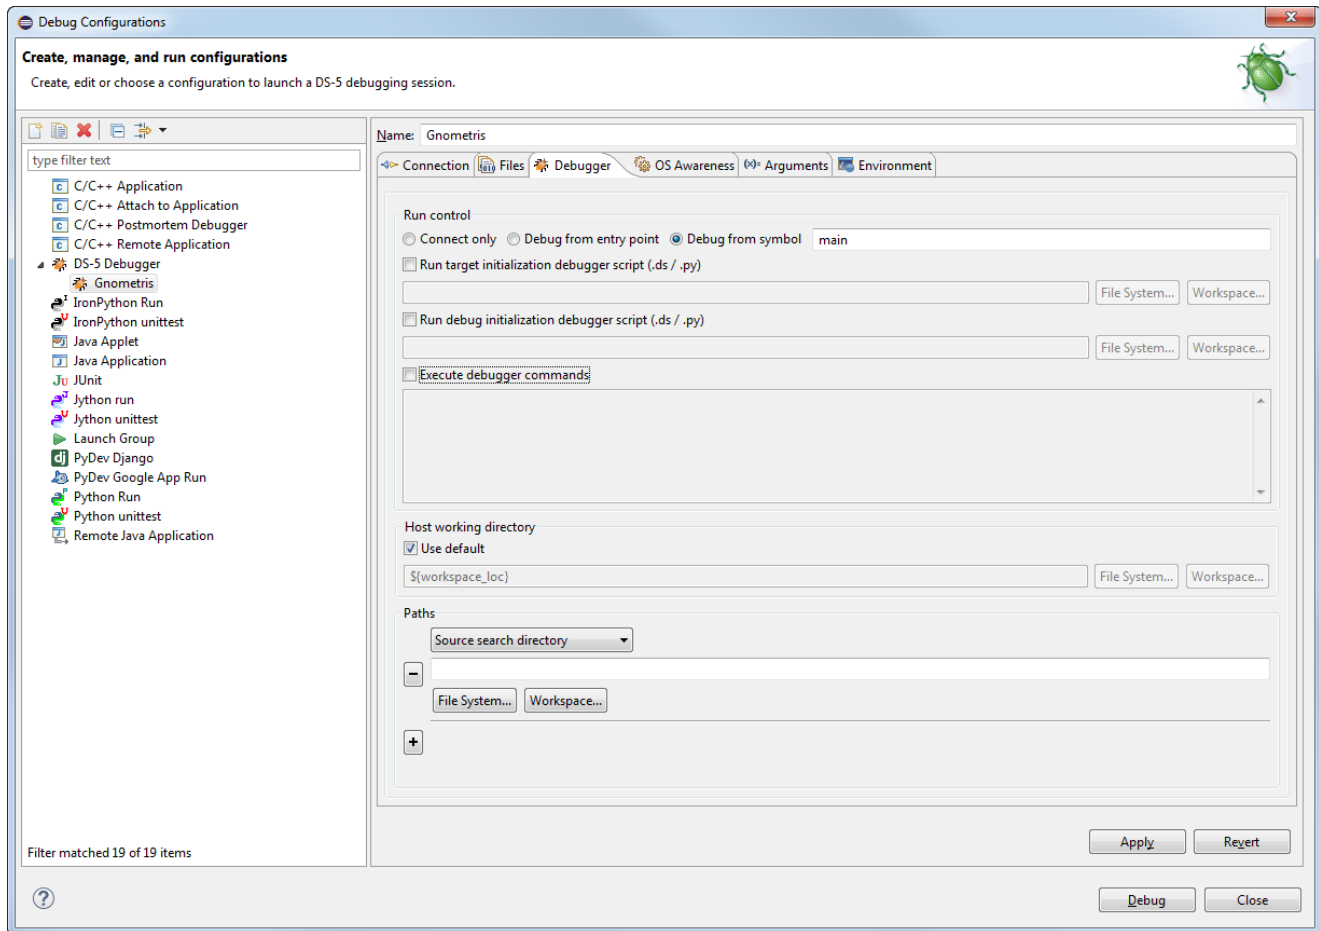 Debug Configurations
Create, manage, and run configurations
Create, edit or choose a configuration to launch a DS-5 debugging session.
type filter text
C/C++ Application
C/C++ Attach to Application
C/C++ Postmortem Debugger
C/C++ Remote Application
DS-5 Debugger
Gnometris
IronPython Run
IronPython unittest
Java Applet
Java Application
JUnit
Jython run
Jython unittest
Launch Group
PyDev Django
PyDev Google App Run
Python Run
Python unittest
Remote Java Application
Filter matched 19 of 19 items
Name: Gnometris
Connection Files Debugger OS Awareness Arguments Environment
Run control
Connect only Debug from entry point Debug from symbol main
Run target initialization debugger script (.ds / .py)
File System... Workspace...
Run debug initialization debugger script (.ds / .py)
File System... Workspace...
Execute debugger commands
Host working directory
Use default
${workspace_loc} File System... Workspace...
Paths
Source search directory
File System... Workspace...
Apply Revert
Debug Close